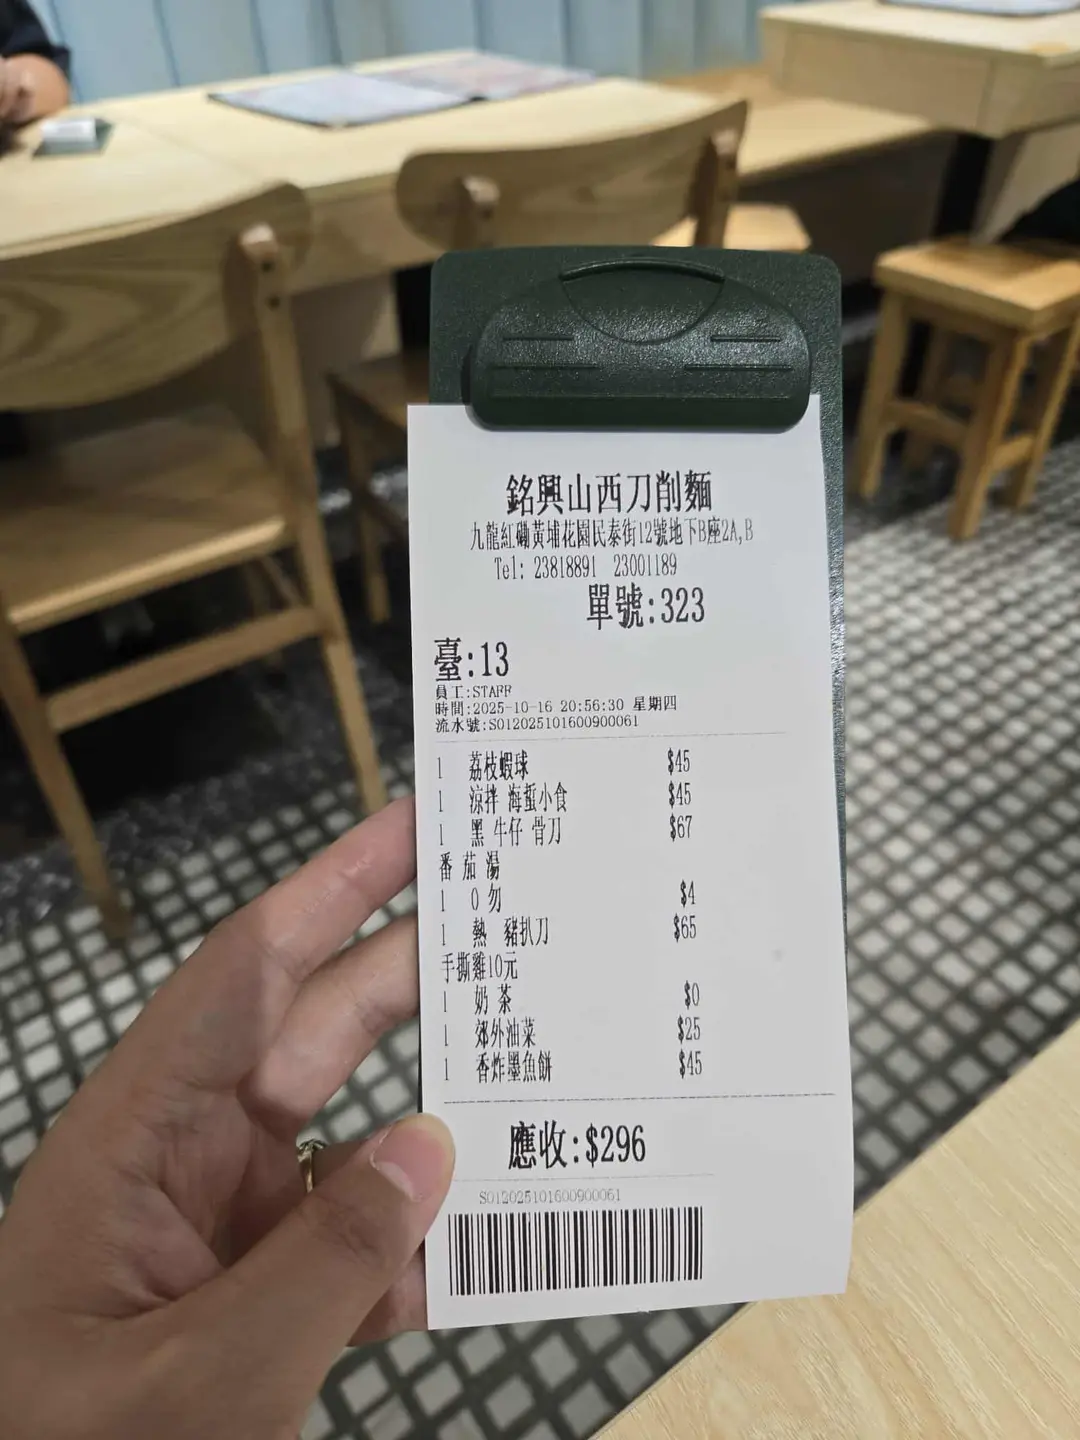 銘興山西刀削麵
九龍紅磡黃埔花園民泰街12號地下B座2A,B
Tel: 23818891 23001189
單號:323
臺:13
員工:STAFF
時間:2025-10-16 20:56:30 星期四
流水號:S012025101600900061
1 荔枝蝦球 $45
1 涼拌 海蜇小食 $45
1 黑 牛仔 骨刀 $67
番 茄 湯
1 0 勿 $4
1 熱 豬扒刀 $65
手撕雞10元
1 奶 茶 $0
1 郊外油菜 $25
1 香炸墨魚餅 $45
應收:$296
S012025101600900061